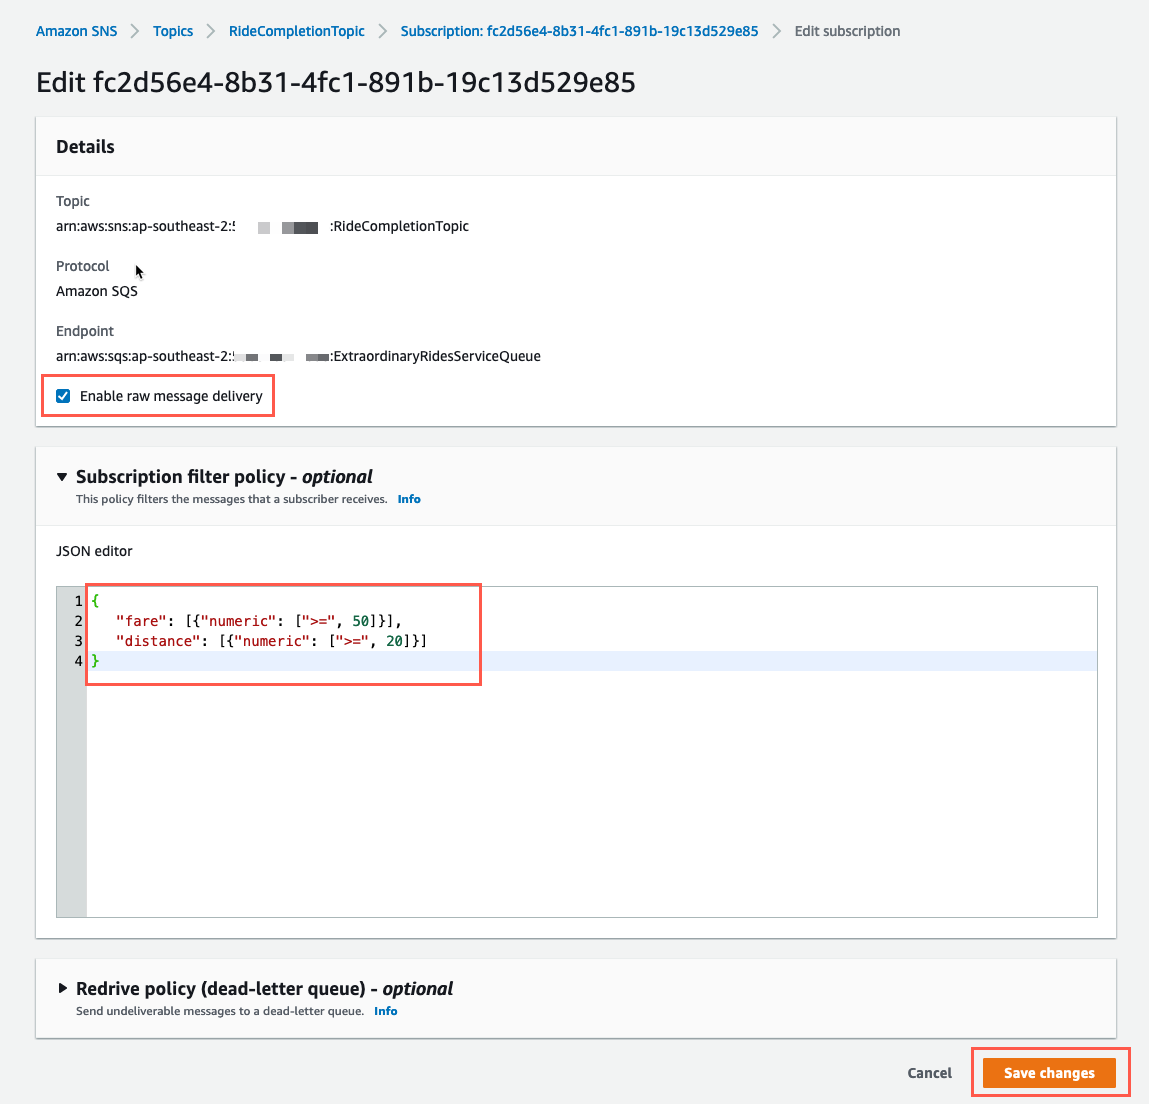 Amazon SNS > Topics > RideCompletionTopic > Subscription: fc2d56e4-8b31-4fc1-891b-19c13d529e85 > Edit subscription
Edit fc2d56e4-8b31-4fc1-891b-19c13d529e85
Details
Topic
arn:aws:sns:ap-southeast-2: :RideCompletionTopic
Protocol
Amazon SQS
Endpoint
arn:aws:sqs:ap-southeast-2: :ExtraordinaryRidesServiceQueue
Enable raw message delivery
Subscription filter policy - optional
This policy filters the messages that a subscriber receives. Info
JSON editor
1 {
2 "fare": [{"numeric": [">=", 50]}],
3 "distance": [{"numeric": [">=", 20]}]
4 }
Redrive policy (dead-letter queue) - optional
Send undeliverable messages to a dead-letter queue. Info
Cancel Save changes